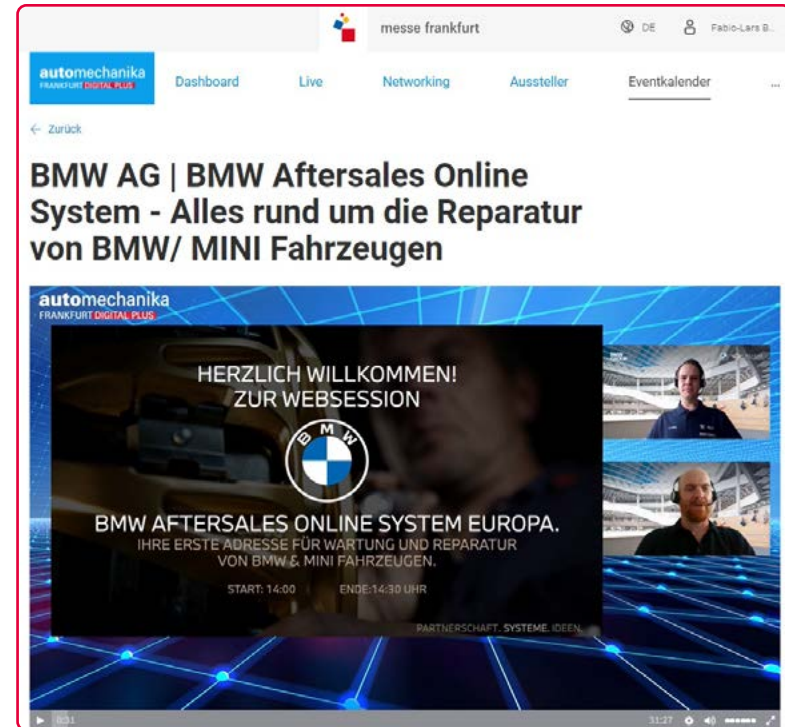 messe frankfurt
DE
Fabio-Lars B..
automechanika
FRANKFURT DIGITAL PLUS
Dashboard
Live
Networking
Aussteller
Eventkalender
...
← Zurück
BMW AG | BMW Aftersales Online
System - Alles rund um die Reparatur
von BMW/ MINI Fahrzeugen
automechanika
FRANKFURT DIGITAL PLUS
HERZLICH WILLKOMMEN!
ZUR WEBSESSION
BMW
BMW AFTERSALES ONLINE SYSTEM EUROPA.
IHRE ERSTE ADRESSE FÜR WARTUNG UND REPARATUR
VON BMW & MINI FAHRZEUGEN.
START: 14:00
ENDE:14:30 UHR
PARTNERSCHAFT. SYSTEME. IDEEN.
0:31
31:27